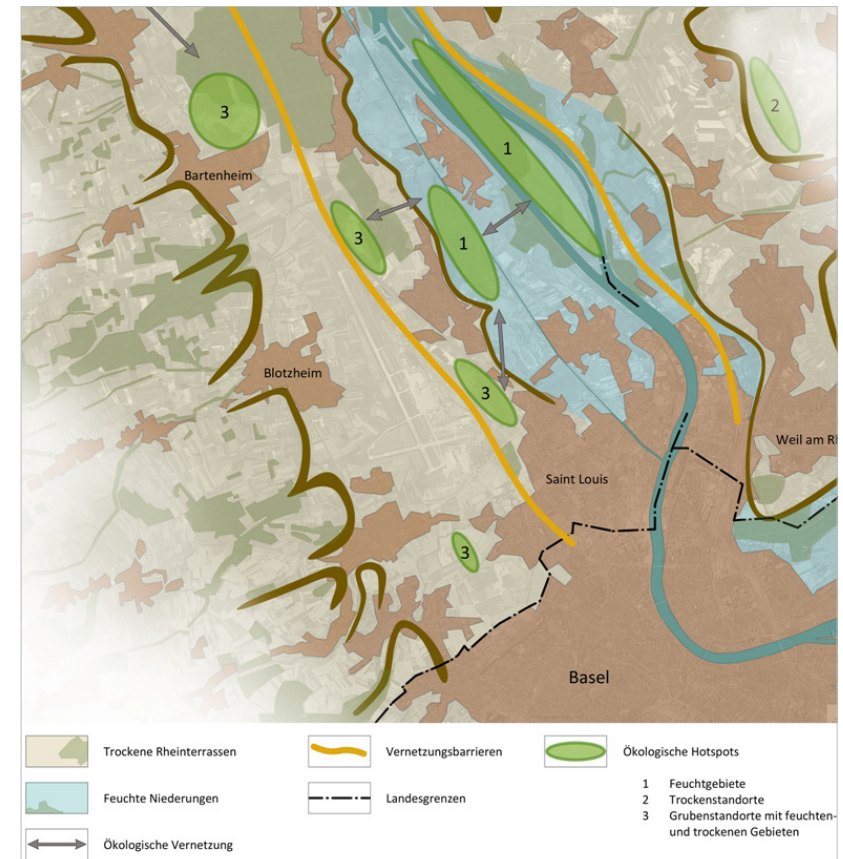 2
3
1
Bartenheim
3
1
Blotzheim
3
Weil am R
Saint Louis
3
Basel
Trockene Rheinterrassen
Vernetzungsbarrieren
Ökologische Hotspots
Feuchte Niederungen
Landesgrenzen
1 Feuchtgebiete
2 Trockenstandorte
3 Grubenstandorte mit feuchten-
und trockenen Gebieten
Ökologische Vernetzung